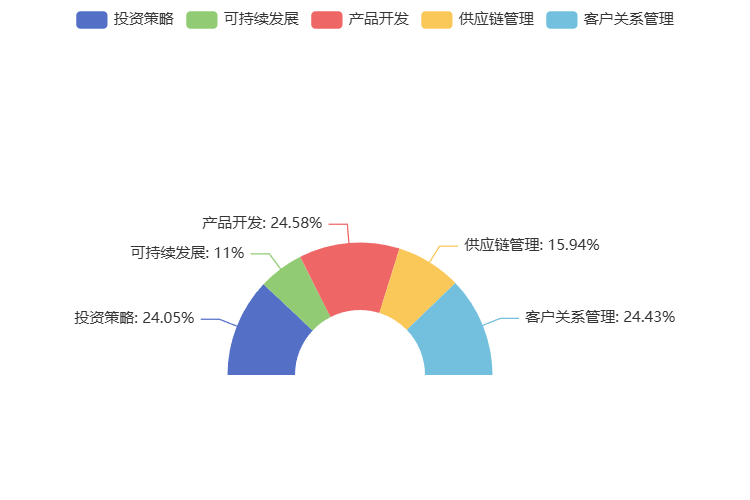 投资策略 可持续发展 产品开发 供应链管理 客户关系管理
产品开发: 24.58%
可持续发展: 11%
供应链管理: 15.94%
投资策略: 24.05%
客户关系管理: 24.43%